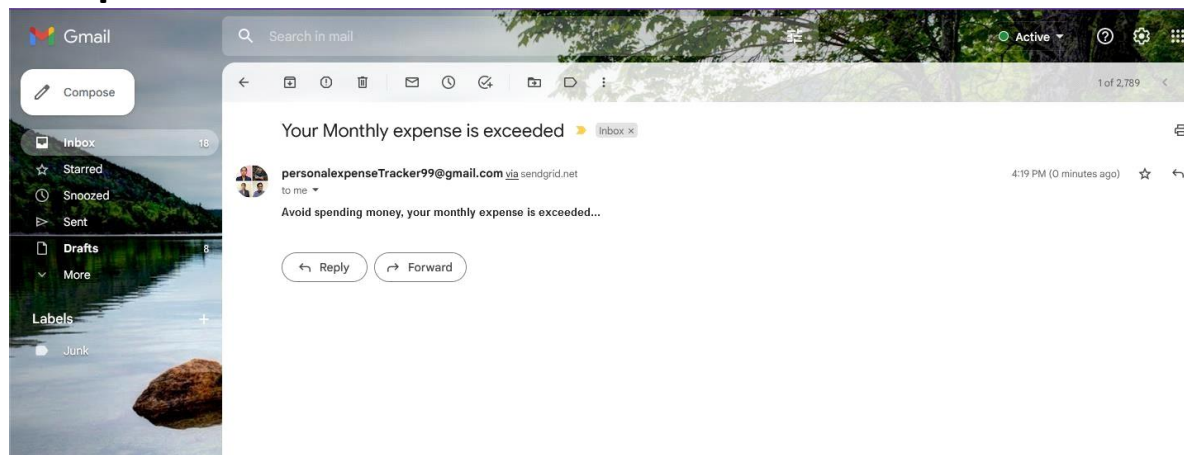 Gmail
Search in mail
Active
Compose
1 of 2,789
Your Monthly expense is exceeded Inbox ×
Inbox 18
Starred
personalexpenseTracker99@gmail.com via sendgrid.net
4:19 PM (0 minutes ago)
to me
Snoozed
Avoid spending money, your monthly expense is exceeded...
Sent
Drafts 8
Reply
Forward
More
Labels +
Junk